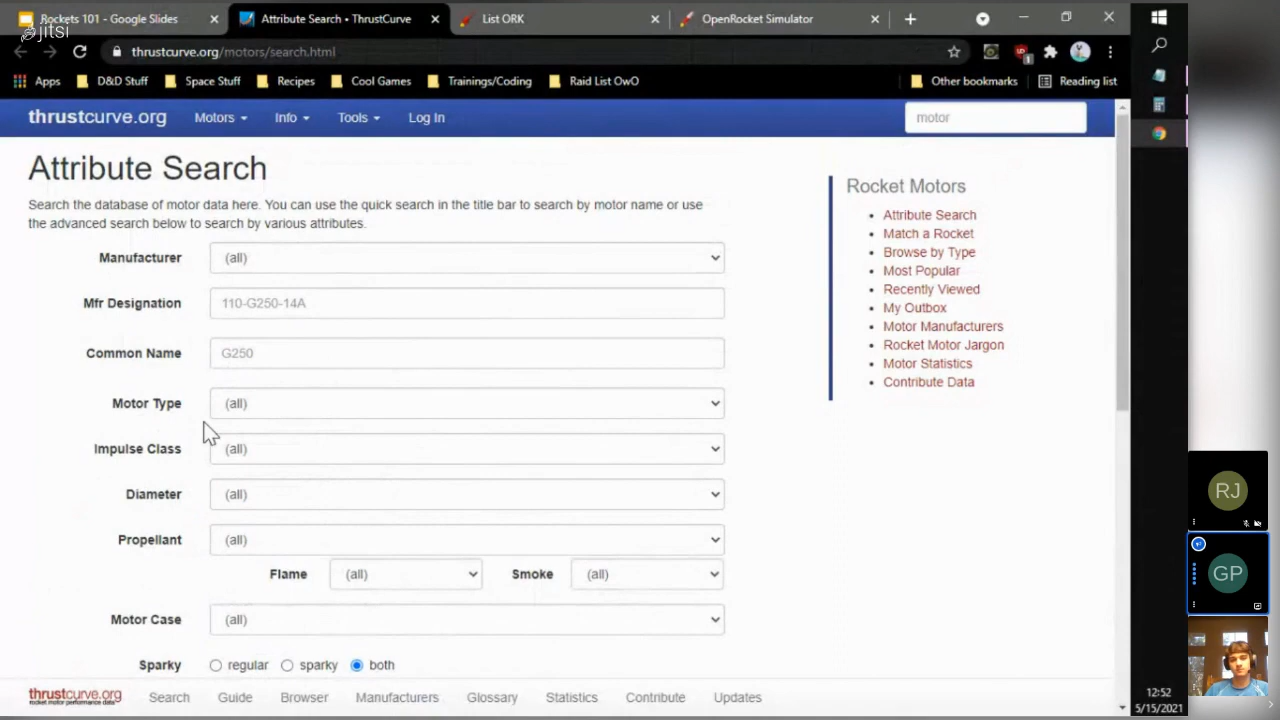 Rockets 101 - Google Slides
Attribute Search • ThrustCurve
List ORK
OpenRocket Simulator
jitsi
thrustcurve.org/motors/search.html
Apps
D&D Stuff
Space Stuff
Recipes
Cool Games
Trainings/Coding
Raid List OwO
Other bookmarks
Reading list
thrustcurve.org
Motors
Info
Tools
Log In
motor
Attribute Search
Search the database of motor data here. You can use the quick search in the title bar to search by motor name or use
the advanced search below to search by various attributes.
Manufacturer (all)
Mfr Designation 110-G250-14A
Common Name G250
Motor Type (all)
Impulse Class (all)
Diameter (all)
Propellant (all)
Flame (all) Smoke (all)
Motor Case (all)
Sparky regular sparky both
Rocket Motors
Attribute Search
Match a Rocket
Browse by Type
Most Popular
Recently Viewed
My Outbox
Motor Manufacturers
Rocket Motor Jargon
Motor Statistics
Contribute Data
thrustcurve.org
rocket motor performance data
Search
Guide
Browser
Manufacturers
Glossary
Statistics
Contribute
Updates
RJ
GP
12:52
5/15/2021
1